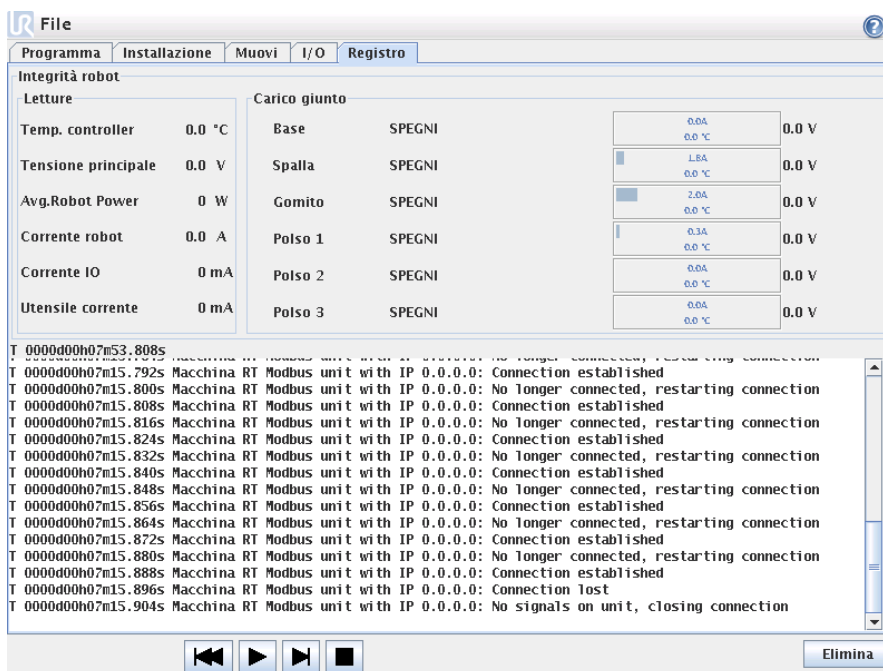 UR File ?
Programma Installazione Muovi I/O Registro
Integrità robot
Letture Carico giunto
Temp. controller 0.0 °C Base SPEGNI 0.0A 0.0 °C 0.0 V
Tensione principale 0.0 V Spalla SPEGNI 1.8A 0.0 °C 0.0 V
Avg.Robot Power 0 W Gomito SPEGNI 2.0A 0.0 °C 0.0 V
Corrente robot 0.0 A Polso 1 SPEGNI 0.3A 0.0 °C 0.0 V
Corrente IO 0 mA Polso 2 SPEGNI 0.0A 0.0 °C 0.0 V
Utensile corrente 0 mA Polso 3 SPEGNI 0.0A 0.0 °C 0.0 V
T 0000d00h07m53.808s
T 0000d00h07m15.792s Macchina RT Modbus unit with IP 0.0.0.0: Connection established
T 0000d00h07m15.800s Macchina RT Modbus unit with IP 0.0.0.0: No longer connected, restarting connection
T 0000d00h07m15.808s Macchina RT Modbus unit with IP 0.0.0.0: Connection established
T 0000d00h07m15.816s Macchina RT Modbus unit with IP 0.0.0.0: No longer connected, restarting connection
T 0000d00h07m15.824s Macchina RT Modbus unit with IP 0.0.0.0: Connection established
T 0000d00h07m15.832s Macchina RT Modbus unit with IP 0.0.0.0: No longer connected, restarting connection
T 0000d00h07m15.840s Macchina RT Modbus unit with IP 0.0.0.0: Connection established
T 0000d00h07m15.848s Macchina RT Modbus unit with IP 0.0.0.0: No longer connected, restarting connection
T 0000d00h07m15.856s Macchina RT Modbus unit with IP 0.0.0.0: Connection established
T 0000d00h07m15.864s Macchina RT Modbus unit with IP 0.0.0.0: No longer connected, restarting connection
T 0000d00h07m15.872s Macchina RT Modbus unit with IP 0.0.0.0: Connection established
T 0000d00h07m15.880s Macchina RT Modbus unit with IP 0.0.0.0: No longer connected, restarting connection
T 0000d00h07m15.888s Macchina RT Modbus unit with IP 0.0.0.0: Connection established
T 0000d00h07m15.896s Macchina RT Modbus unit with IP 0.0.0.0: Connection lost
T 0000d00h07m15.904s Macchina RT Modbus unit with IP 0.0.0.0: No signals on unit, closing connection
Elimina